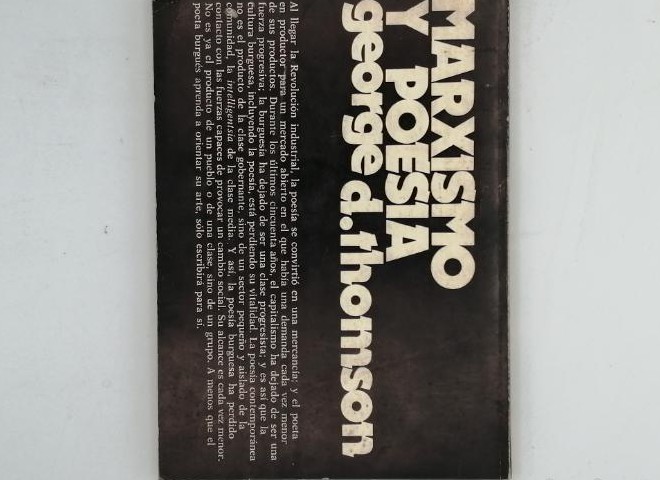 MARXISMO
Y POESIA
george d. thomson
Al llegar la Revolución industrial, la poesía se convirtió en una mercancía; y el poeta
en productor para un mercado abierto en el que había una demanda cada vez menor
de sus productos. Durante los últimos cincuenta años, el capitalismo ha dejado de ser una
fuerza progresiva; la burguesía ha dejado de ser una clase progresista; y es así que la
cultura burguesa, incluyendo la poesía, está perdiendo su vitalidad. La poesía contemporánea
no es el producto de la clase gobernante, sino de un sector pequeño y aislado de la
comunidad, la intelligentsia de la clase media. Y así, la poesía burguesa ha perdido
contacto con las fuerzas capaces de provocar un cambio social. Su alcance es cada vez menor.
No es ya el producto de un pueblo o de una clase, sino de un grupo. A menos que el
poeta burgués aprenda a orientar su arte, sólo escribirá para sí.